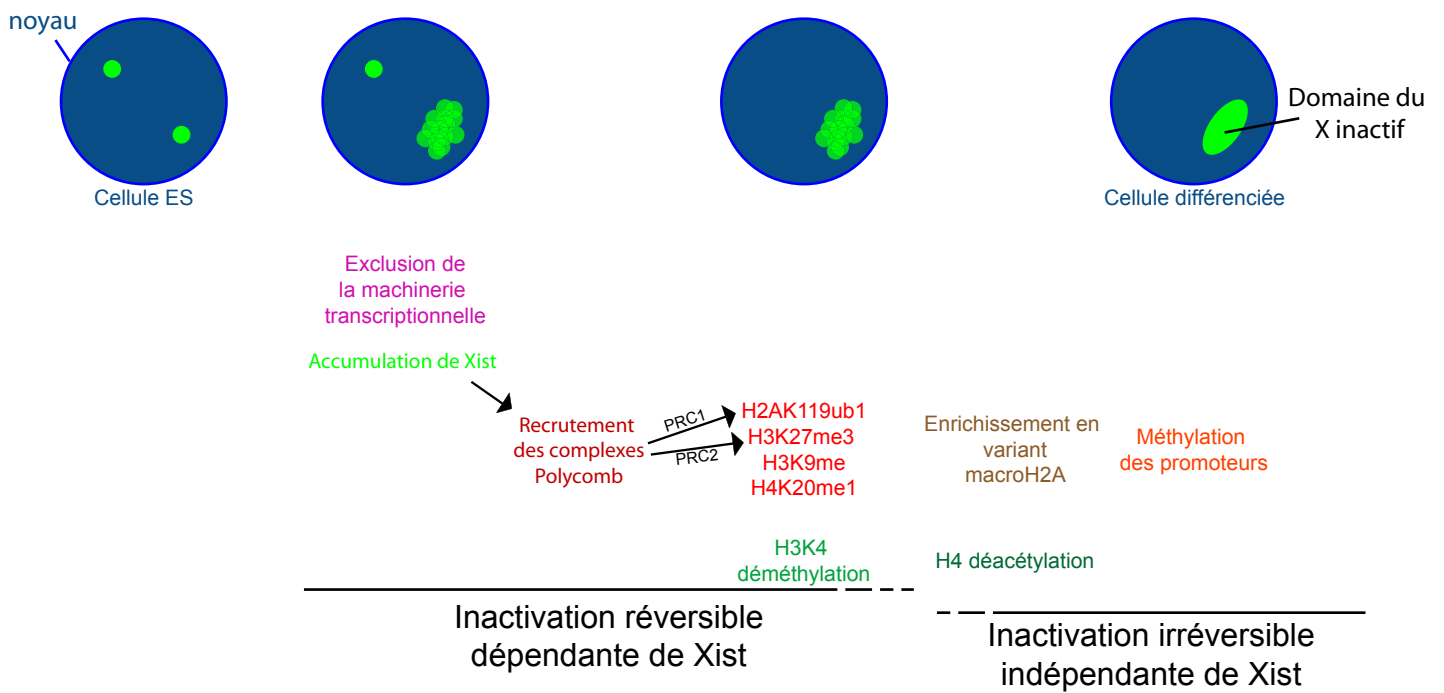 noyau
Cellule ES
Domaine du
X inactif
Cellule différenciée
Exclusion de
la machinerie
transcriptionnelle
Accumulation de Xist
Recrutement
des complexes
Polycomb
PRC1
PRC2
H2AK119ub1
H3K27me3
H3K9me
H4K20me1
Enrichissement en
variant
macroH2A
Méthylation
des promoteurs
H3K4
déméthylation
H4 déacétylation
Inactivation réversible
dépendante de Xist
Inactivation irréversible
indépendante de Xist